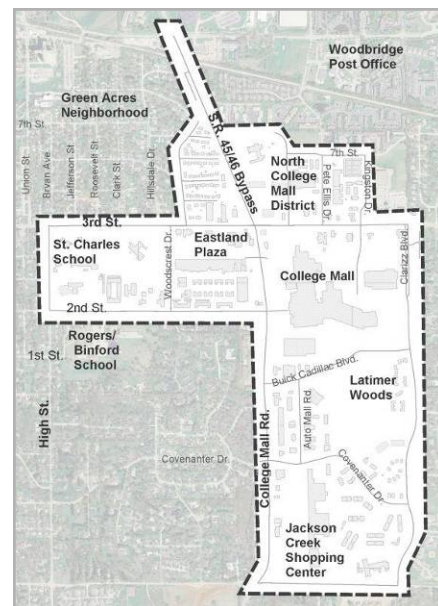 Woodbridge
Post Office
Green Acres
Neighborhood
7th St.
S.R. 45/46 Bypass
Union St.
Bryan Ave.
Jefferson St.
Roosevelt St.
Clark St.
Hillsdale Dr.
North
College
Mall
District
7th St.
Pete Ellis Dr.
Kingston Dr.
3rd St.
St. Charles
School
Woodscrest Dr.
Eastland
Plaza
College Mall
Clarizz Blvd.
2nd St.
Rogers/
Binford
School
1st St.
High St.
Buick Cadillac Blvd.
Latimer
Woods
Auto Mall Rd.
College Mall Rd.
Covenanter Dr.
Covenanter Dr.
Jackson
Creek
Shopping
Center